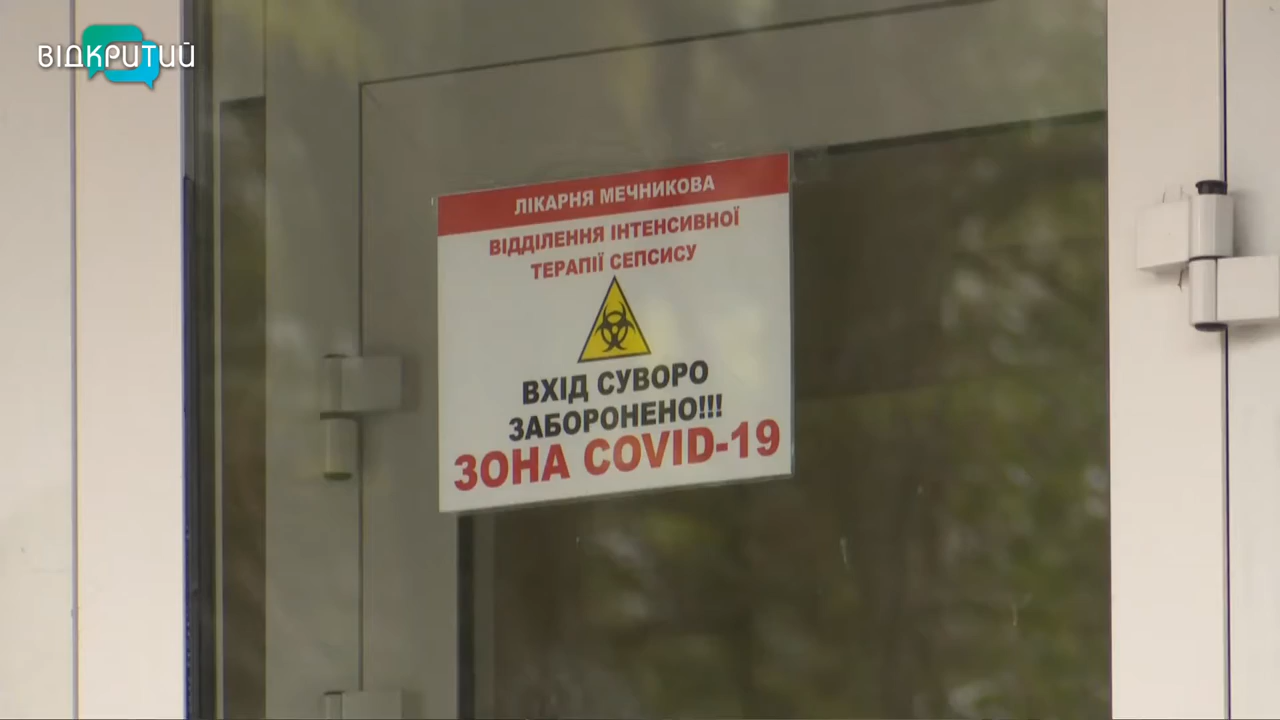 ВІДКРИТИЙ
ЛІКАРНЯ МЕЧНИКОВА
ВІДДІЛЕННЯ ІНТЕНСИВНОЇ
ТЕРАПІЇ СЕПСИСУ
ВХІД СУВОРО
ЗАБОРОНЕНО!!!
ЗОНА COVID-19